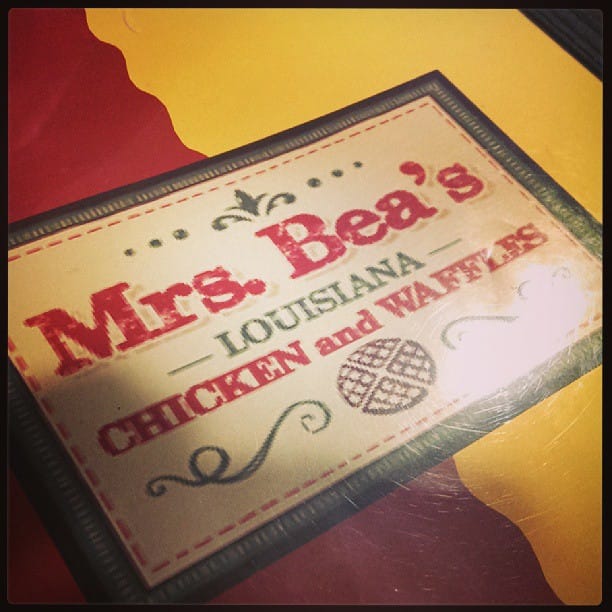 Mrs. Bea's
LOUISIANA
CHICKEN and WAFFLES